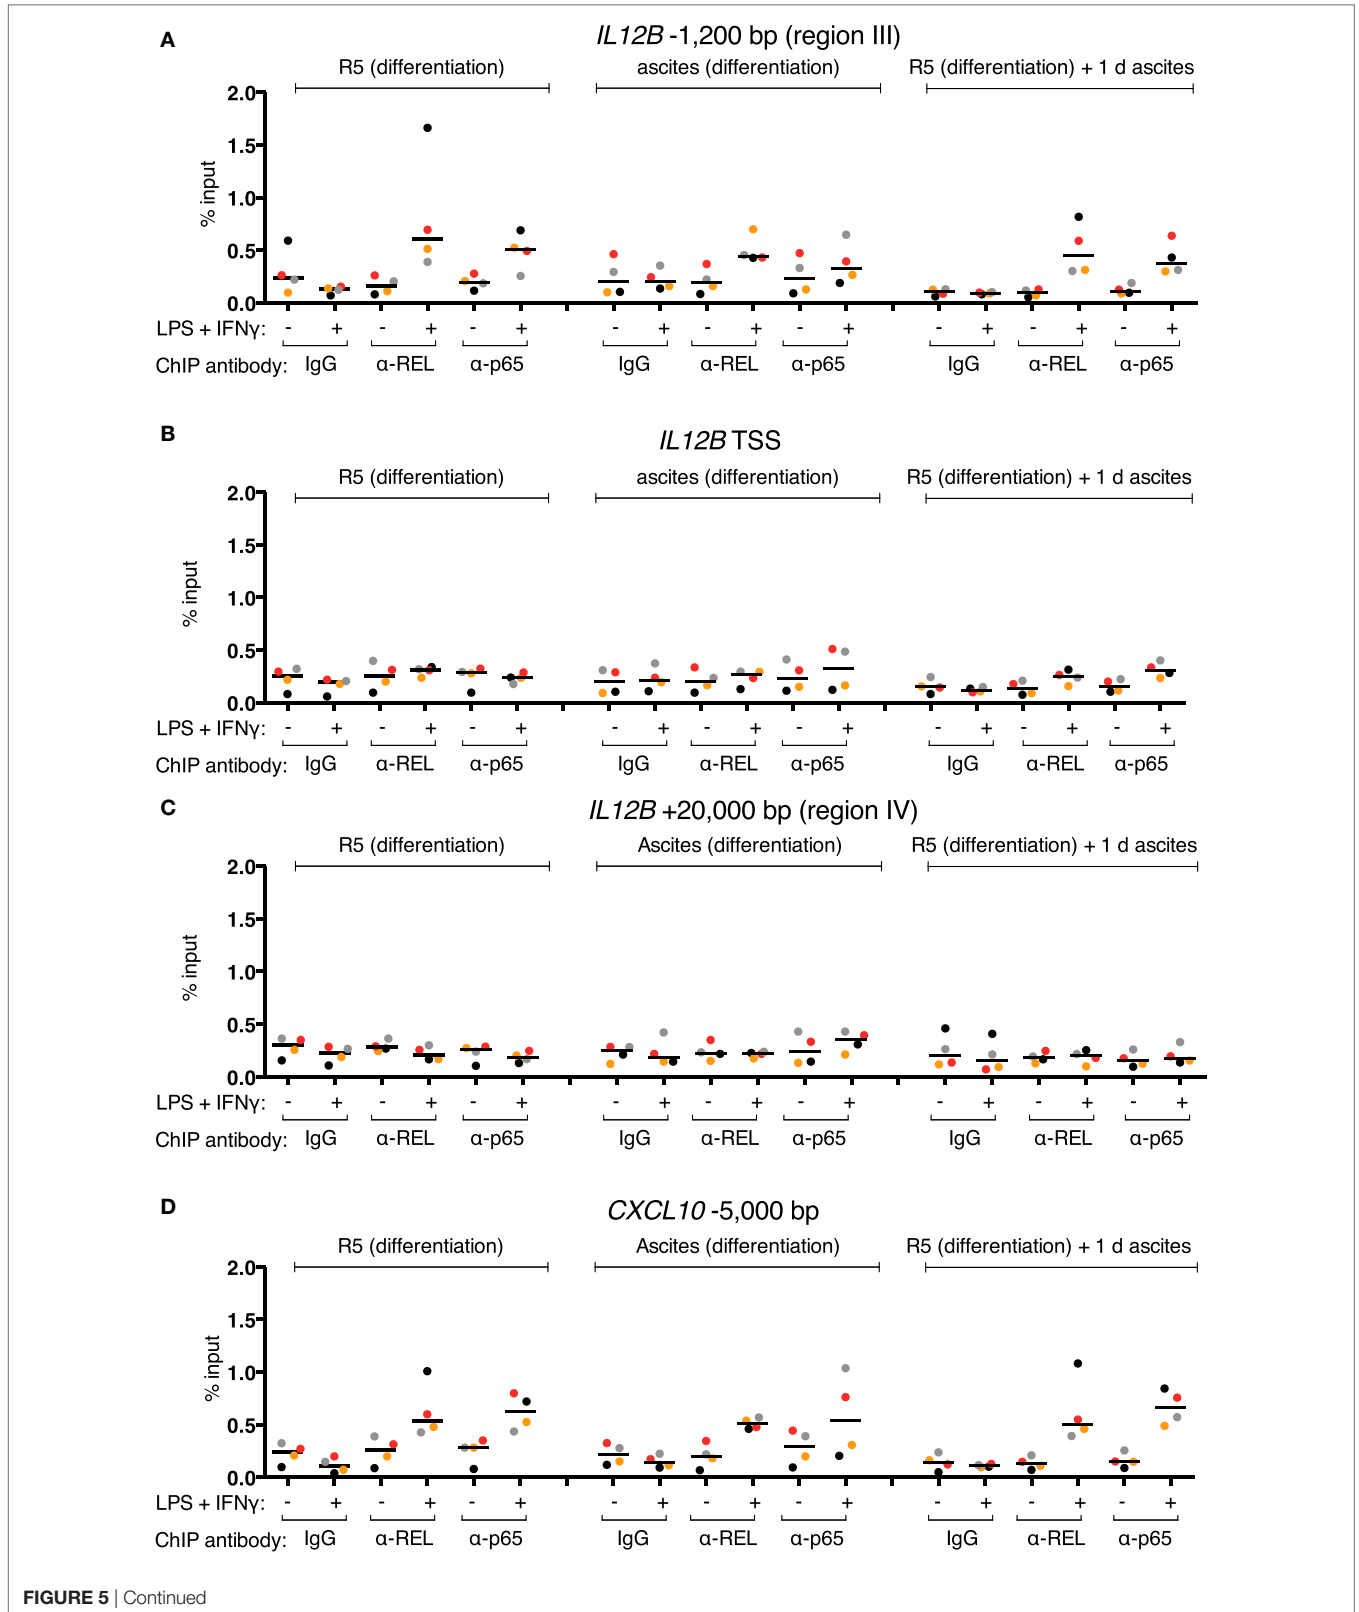 A
IL12B -1,200 bp (region III)
R5 (differentiation) ascites (differentiation) R5 (differentiation) + 1 d ascites
2.0
1.5
1.0
0.5
0.0
% input
LPS + IFNγ: - + - + - + - + - + - + - + - + - +
ChIP antibody: IgG α-REL α-p65 IgG α-REL α-p65 IgG α-REL α-p65
B
IL12B TSS
R5 (differentiation) ascites (differentiation) R5 (differentiation) + 1 d ascites
2.0
1.5
1.0
0.5
0.0
% input
LPS + IFNγ: - + - + - + - + - + - + - + - + - +
ChIP antibody: IgG α-REL α-p65 IgG α-REL α-p65 IgG α-REL α-p65
C
IL12B +20,000 bp (region IV)
R5 (differentiation) Ascites (differentiation) R5 (differentiation) + 1 d ascites
2.0
1.5
1.0
0.5
0.0
% input
LPS + IFNγ: - + - + - + - + - + - + - + - + - +
ChIP antibody: IgG α-REL α-p65 IgG α-REL α-p65 IgG α-REL α-p65
D
CXCL10 -5,000 bp
R5 (differentiation) Ascites (differentiation) R5 (differentiation) + 1 d ascites
2.0
1.5
1.0
0.5
0.0
% input
LPS + IFNγ: - + - + - + - + - + - + - + - + - +
ChIP antibody: IgG α-REL α-p65 IgG α-REL α-p65 IgG α-REL α-p65
FIGURE 5 | Continued